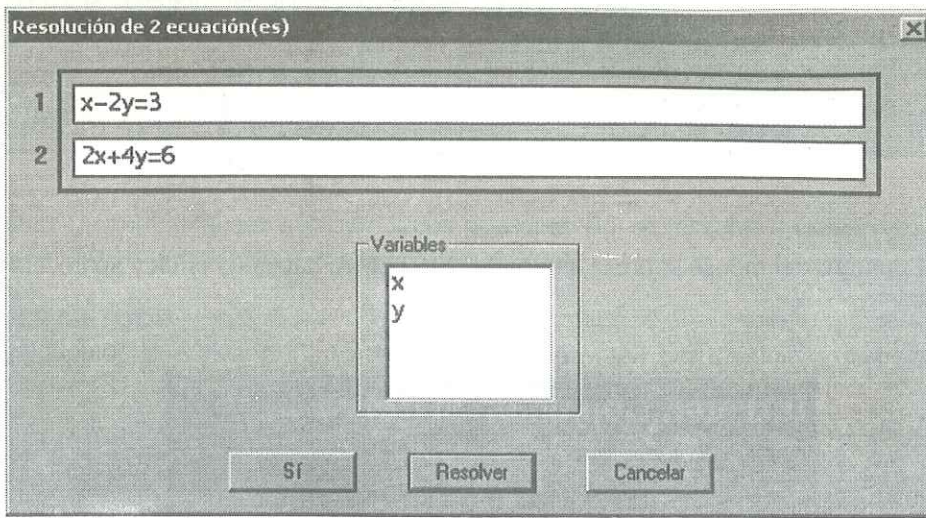 Resolución de 2 ecuación(es)
1 x-2y=3
2 2x+4y=6
Variables
x
y
Sí Resolver Cancelar